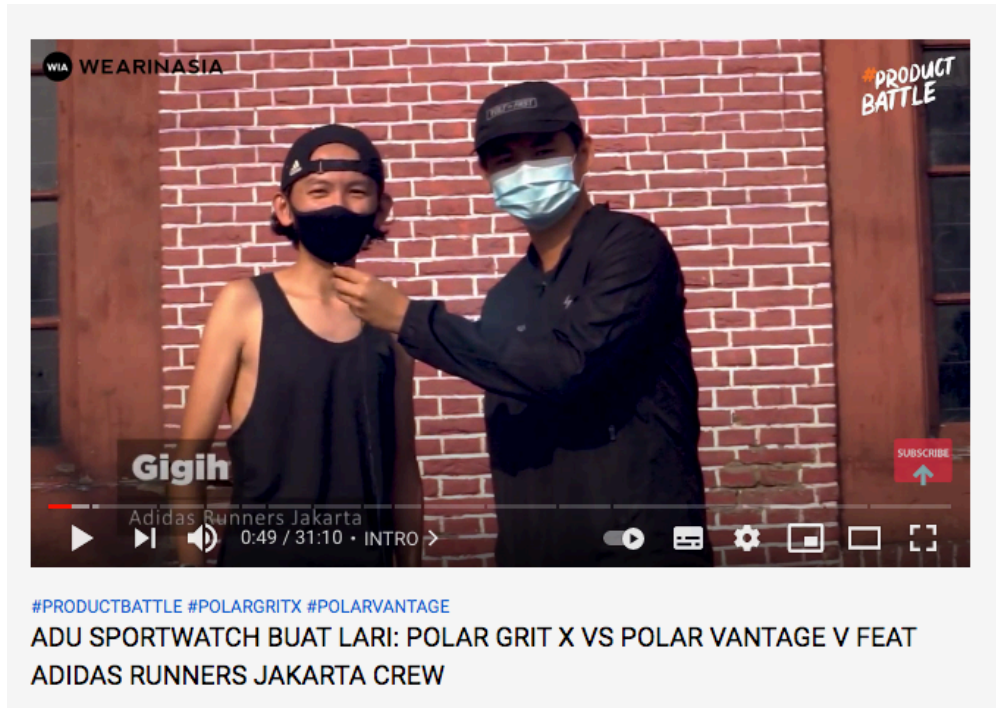 WIA WEARINASIA
#PRODUCT
BATTLE
Gigih
Adidas Runners Jakarta
SUBSCRIBE
0:49 / 31:10 • INTRO >
#PRODUCTBATTLE #POLARGRITX #POLARVANTAGE
ADU SPORTWATCH BUAT LARI: POLAR GRIT X VS POLAR VANTAGE V FEAT
ADIDAS RUNNERS JAKARTA CREW